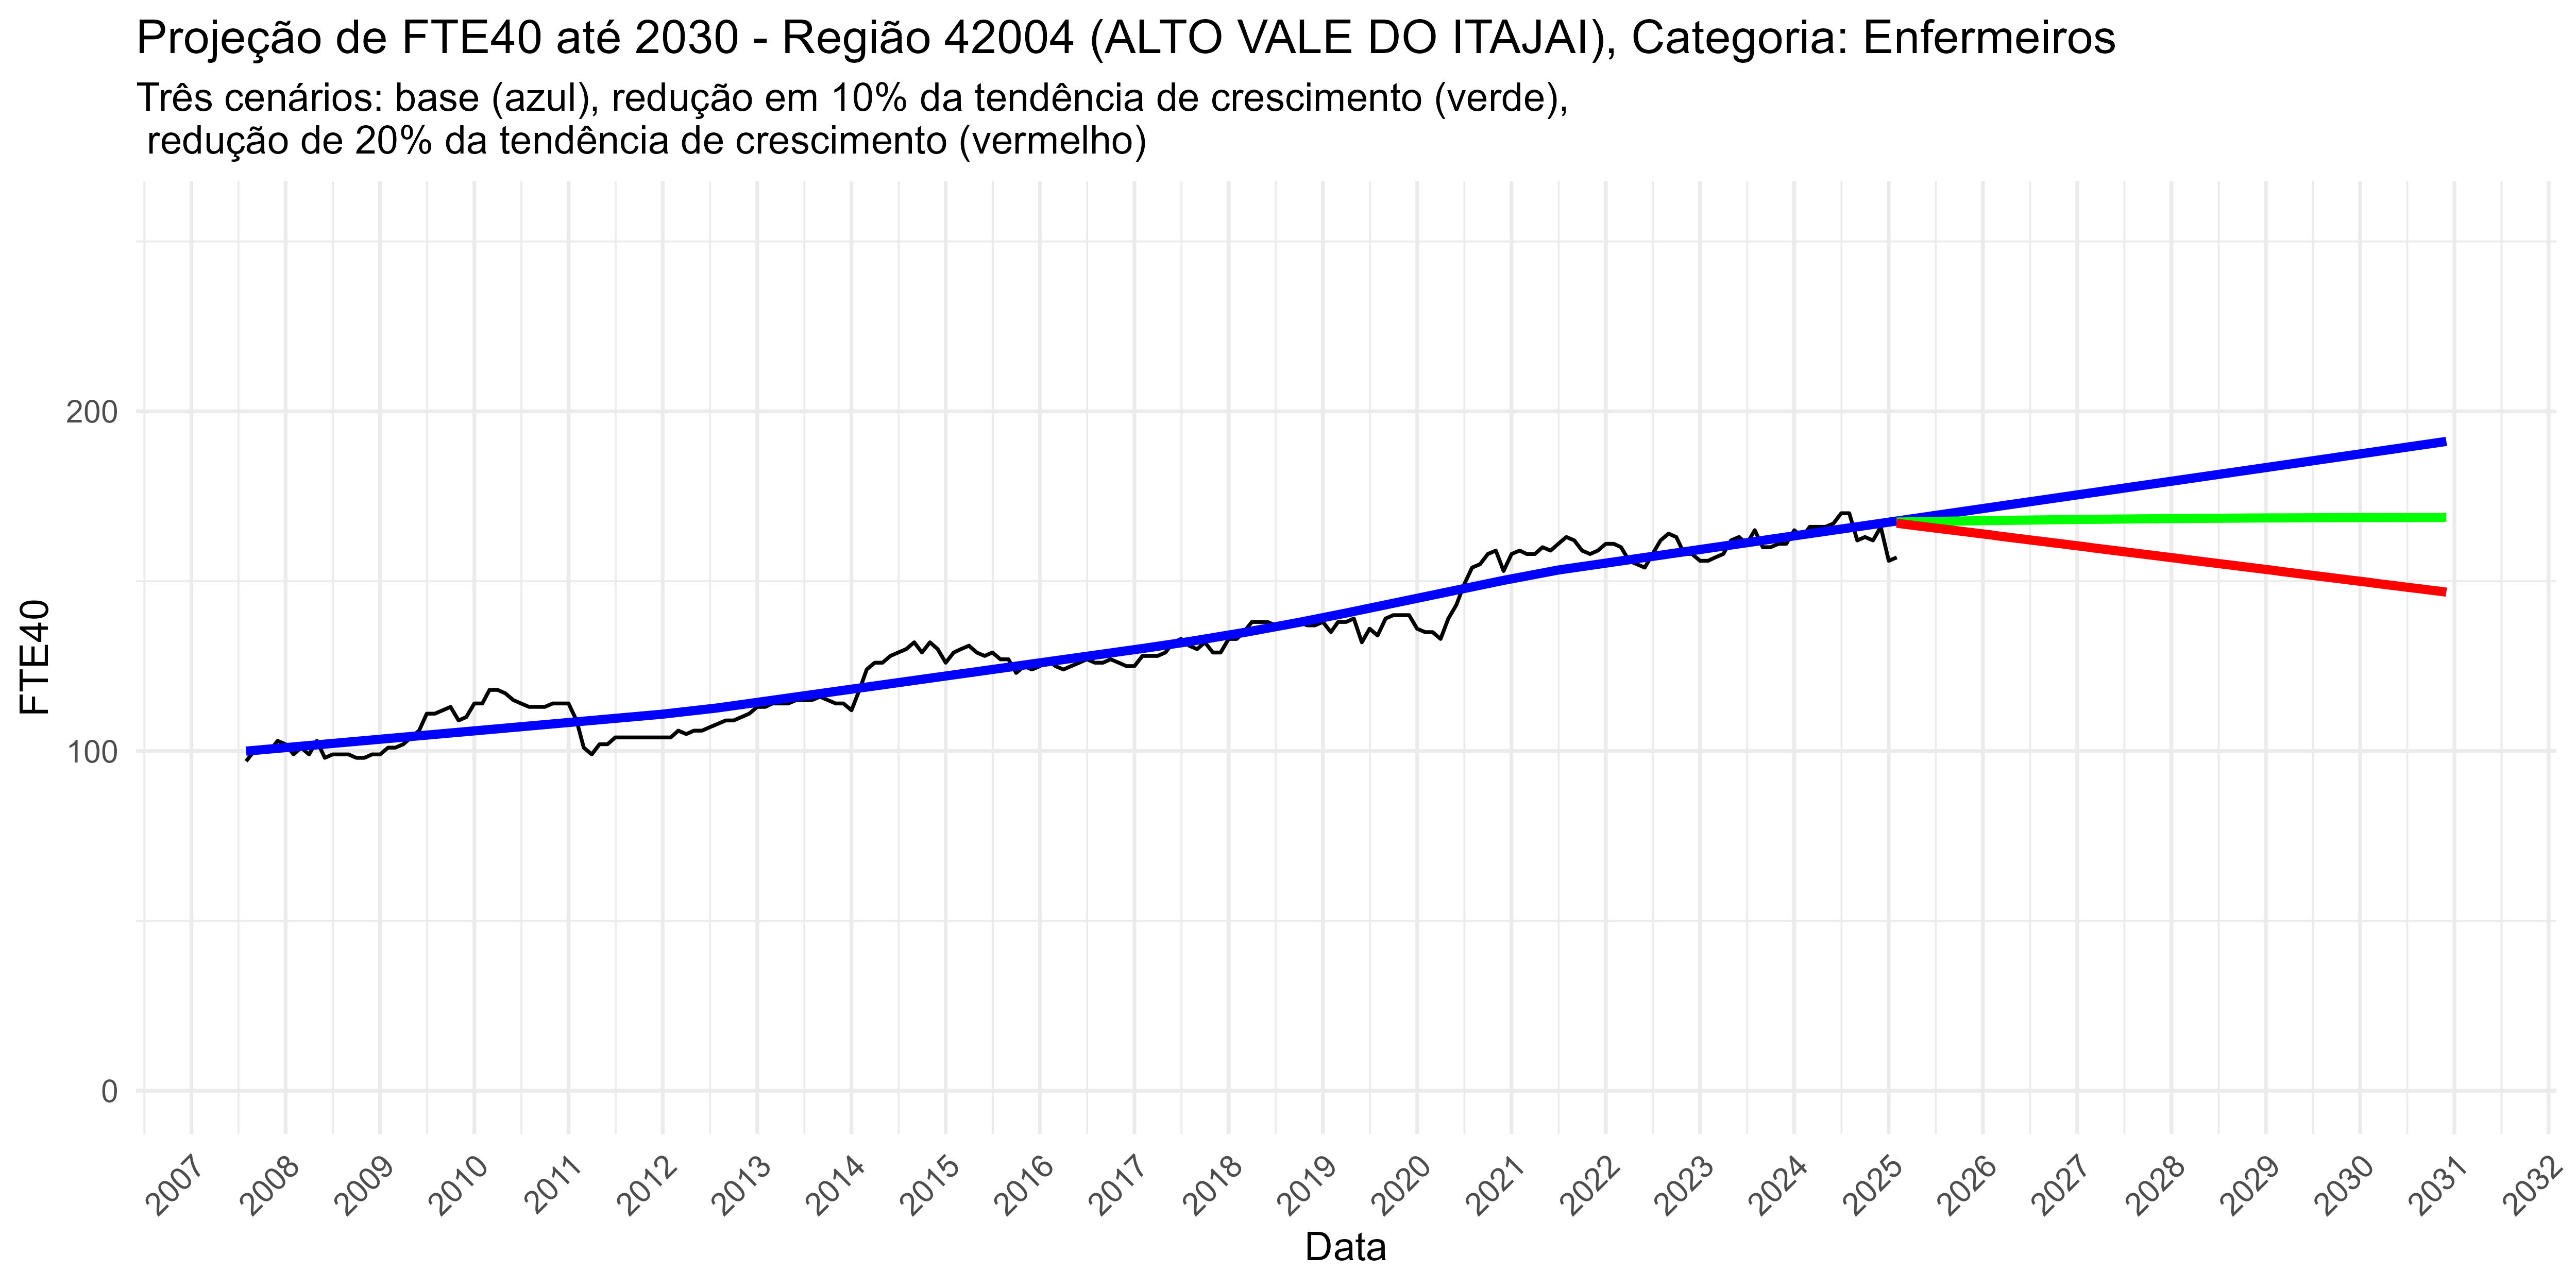 Projeção de FTE40 até 2030 - Região 42004 (ALTO VALE DO ITAJAI), Categoria: Enfermeiros
Três cenários: base (azul), redução em 10% da tendência de crescimento (verde),
redução de 20% da tendência de crescimento (vermelho)
FTE40
200
100
0
2007 2008 2009 2010 2011 2012 2013 2014 2015 2016 2017 2018 2019 2020 2021 2022 2023 2024 2025 2026 2027 2028 2029 2030 2031 2032
Data